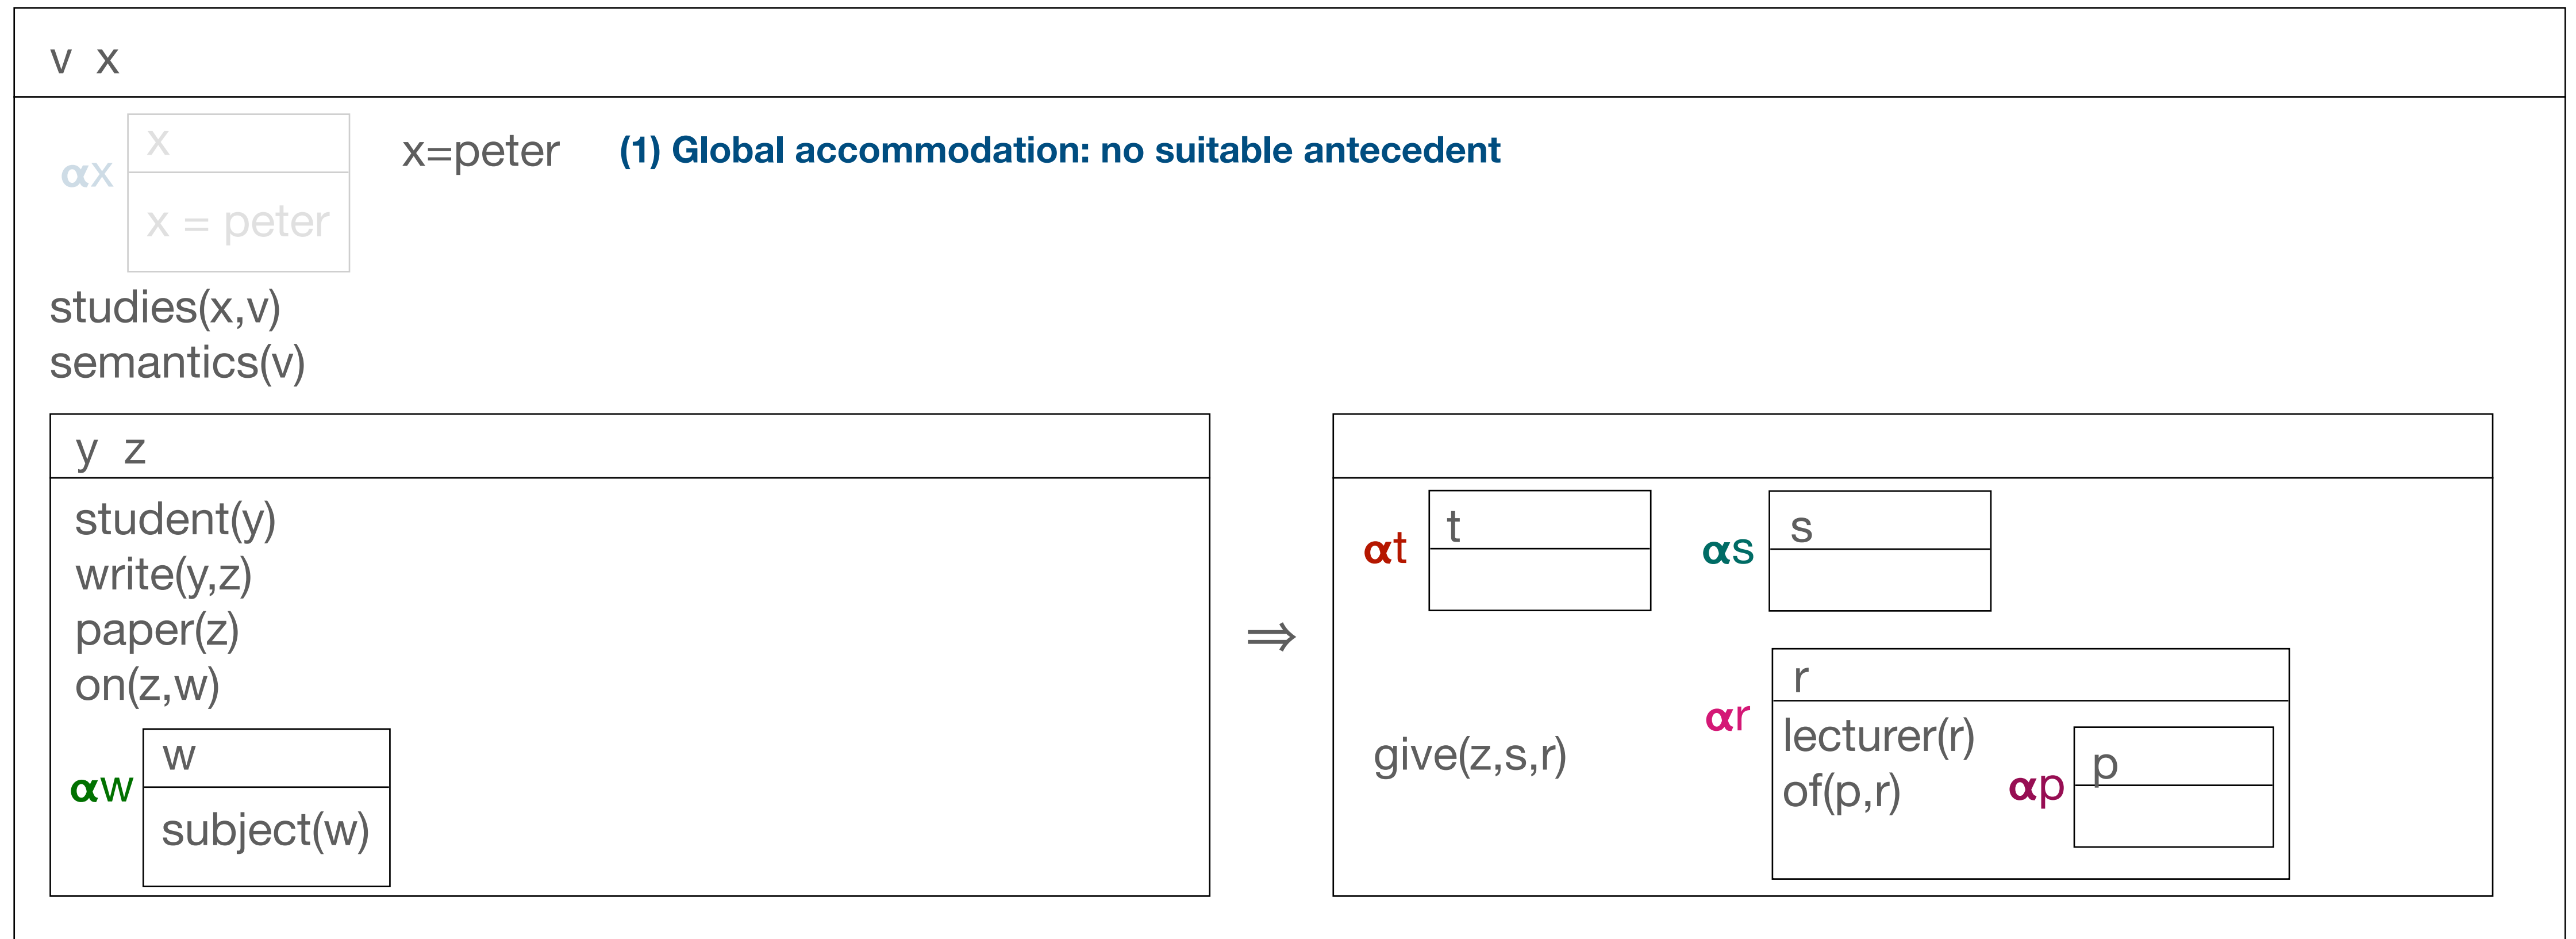 v x
x
αx
x=peter (1) Global accommodation: no suitable antecedent
x = peter
studies(x,v)
semantics(v)
y z
student(y)
write(y,z)
paper(z)
on(z,w)
αw
w
subject(w)
⇒
αt
t
αs
s
give(z,s,r)
αr
r
lecturer(r)
of(p,r)
αp
p